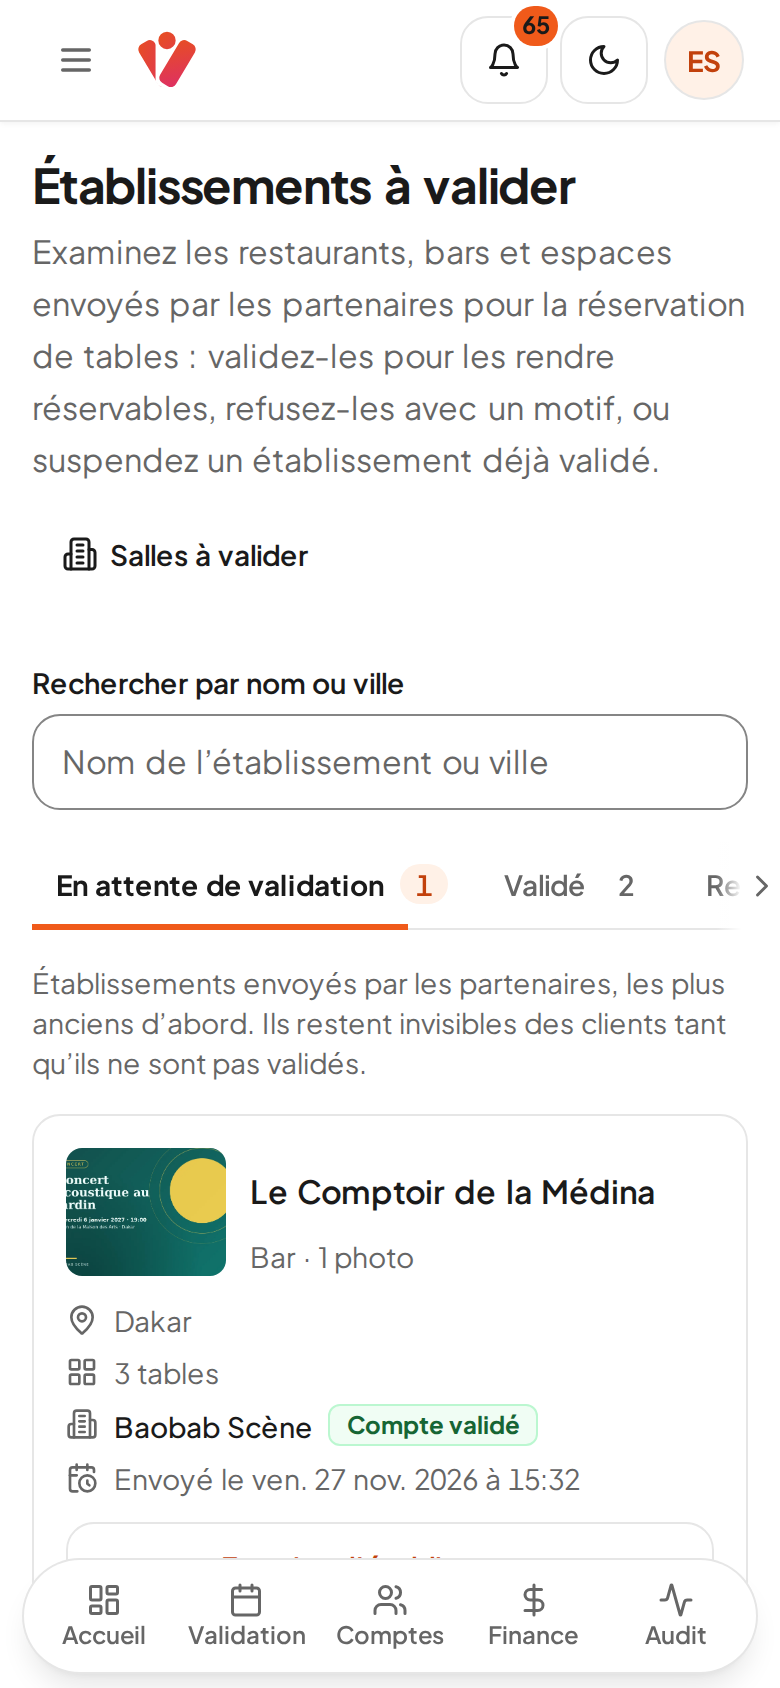 65
ES
Établissements à valider
Examinez les restaurants, bars et espaces
envoyés par les partenaires pour la réservation
de tables : validez-les pour les rendre
réservables, refusez-les avec un motif, ou
suspendez un établissement déjà validé.
Salles à valider
Rechercher par nom ou ville
Nom de l’établissement ou ville
En attente de validation 1 Validé 2
Établissements envoyés par les partenaires, les plus
anciens d’abord. Ils restent invisibles des clients tant
qu’ils ne sont pas validés.
Le Comptoir de la Médina
Bar · 1 photo
Dakar
3 tables
Baobab Scène Compte validé
Envoyé le ven. 27 nov. 2026 à 15:32
Accueil Validation Comptes Finance Audit